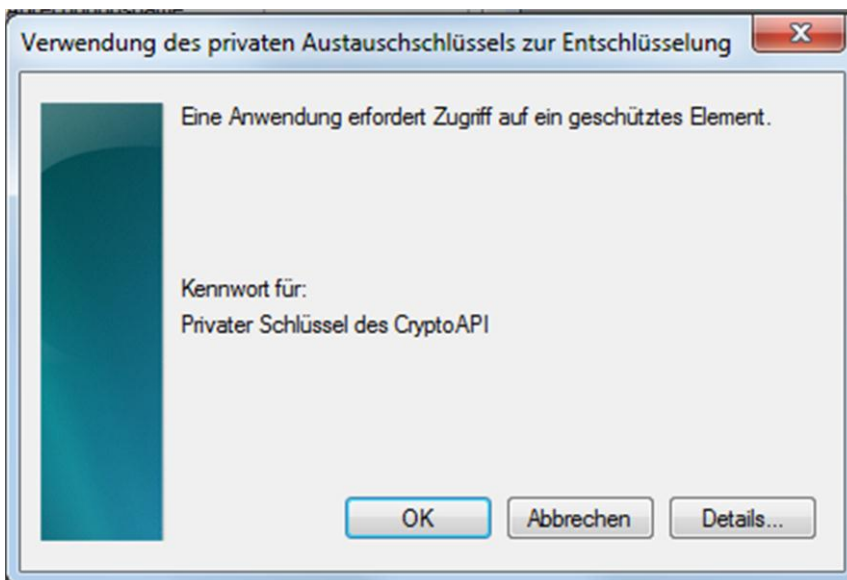 Verwendung des privaten Austauschschlüssels zur Entschlüsselung
Eine Anwendung erfordert Zugriff auf ein geschütztes Element.
Kennwort für:
Privater Schlüssel des CryptoAPI
OK Abbrechen Details...